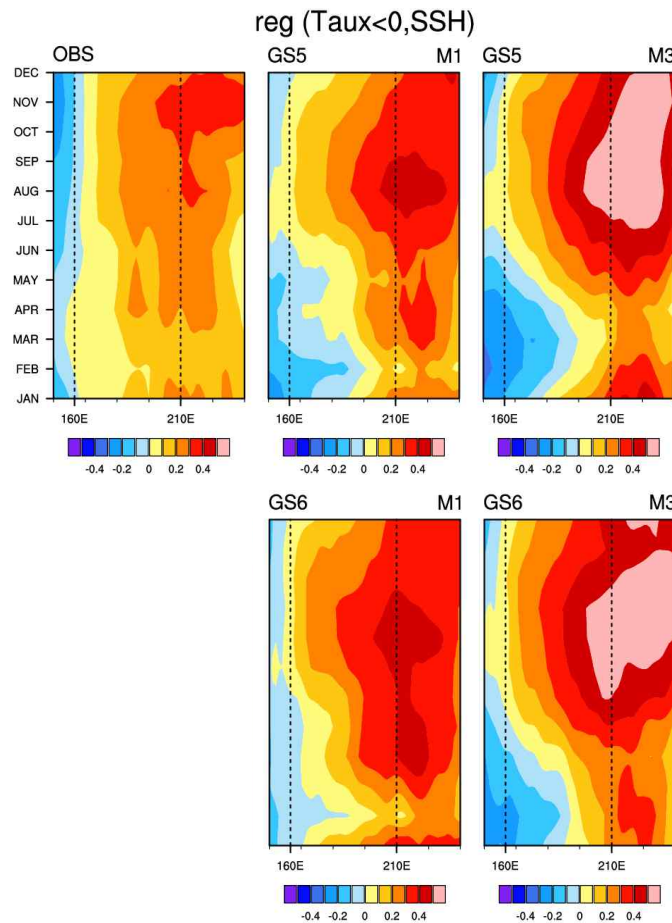 reg (Taux<0,SSH)
OBS GS5 M1 GS5 M3
DEC
NOV
OCT
SEP
AUG
JUL
JUN
MAY
APR
MAR
FEB
JAN
160E 210E 160E 210E 160E 210E
-0.4 -0.2 0 0.2 0.4 -0.4 -0.2 0 0.2 0.4 -0.4 -0.2 0 0.2 0.4
GS6 M1 GS6 M3
160E 210E 160E 210E
-0.4 -0.2 0 0.2 0.4 -0.4 -0.2 0 0.2 0.4